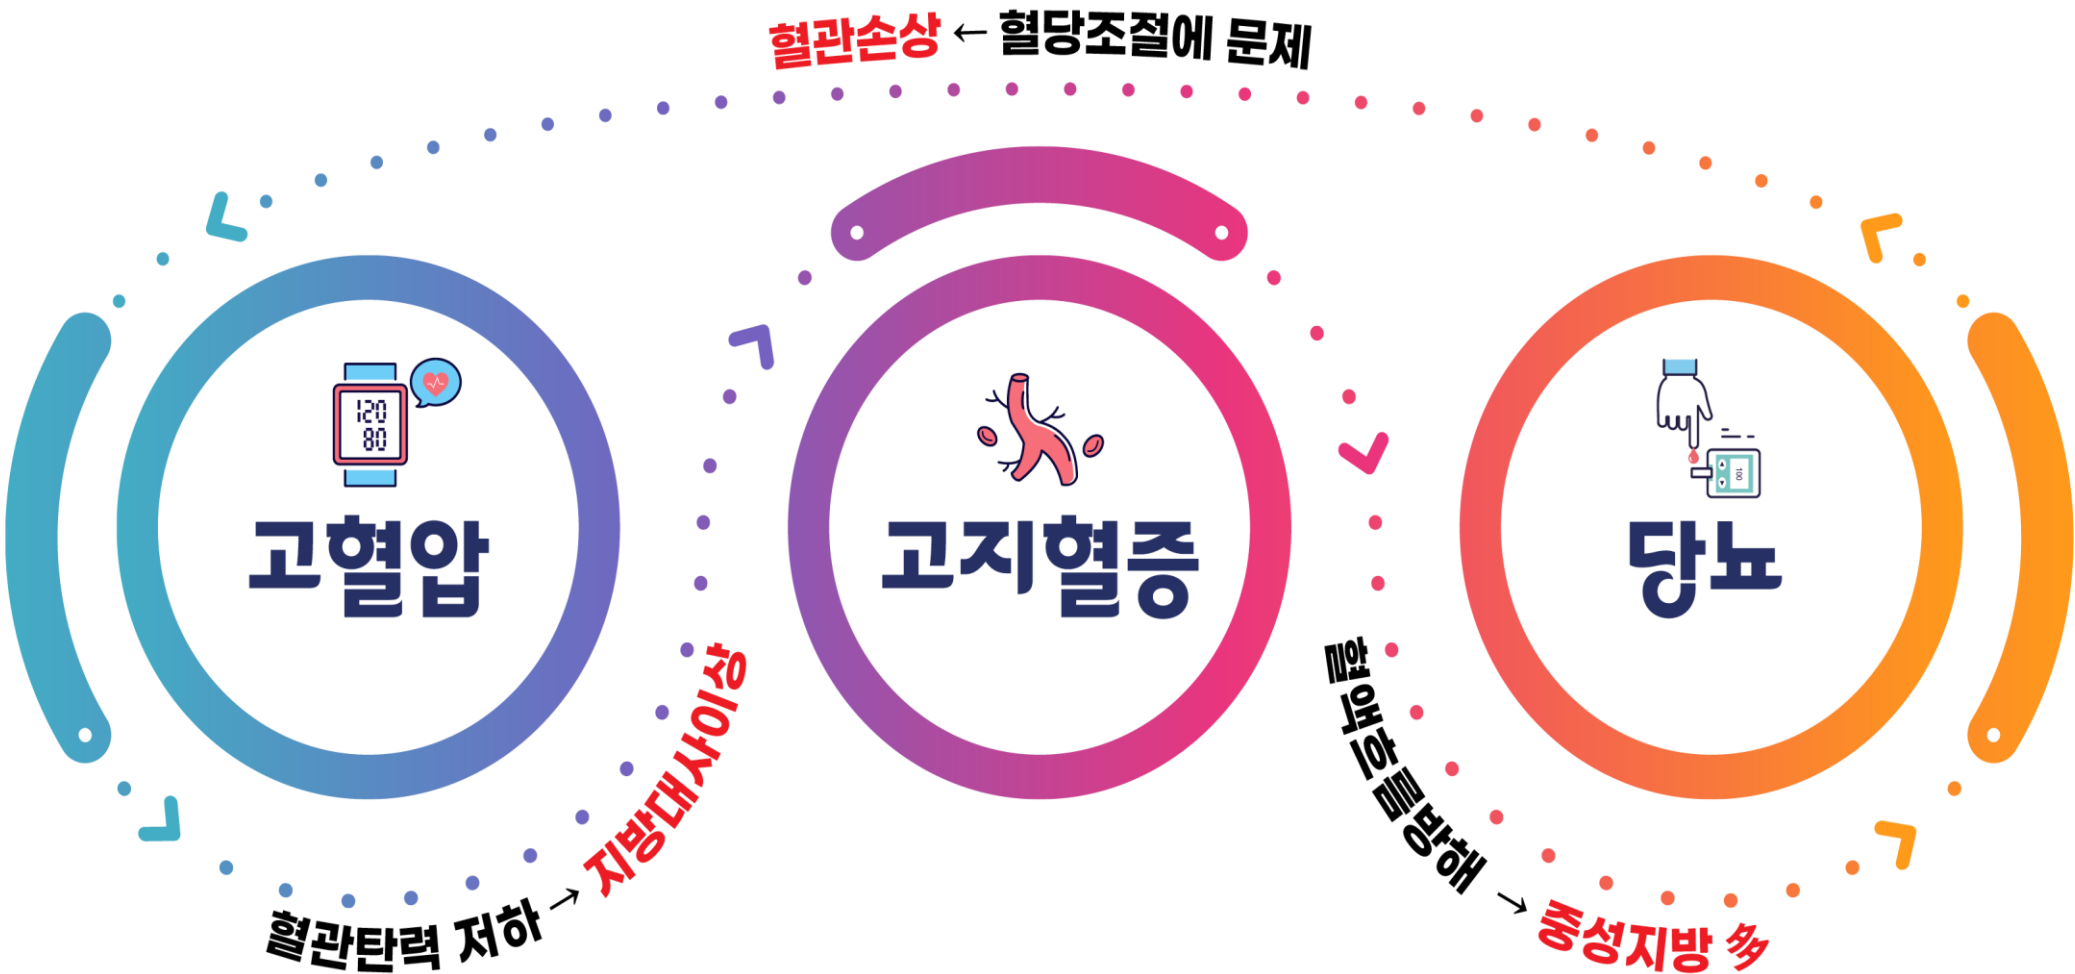 혈관손상 ← 혈당조절에 문제
120
80
고혈압
고지혈증
100
당뇨
혈관탄력 저하 → 지방대사이상
혈액흐름방해 → 중성지방 多